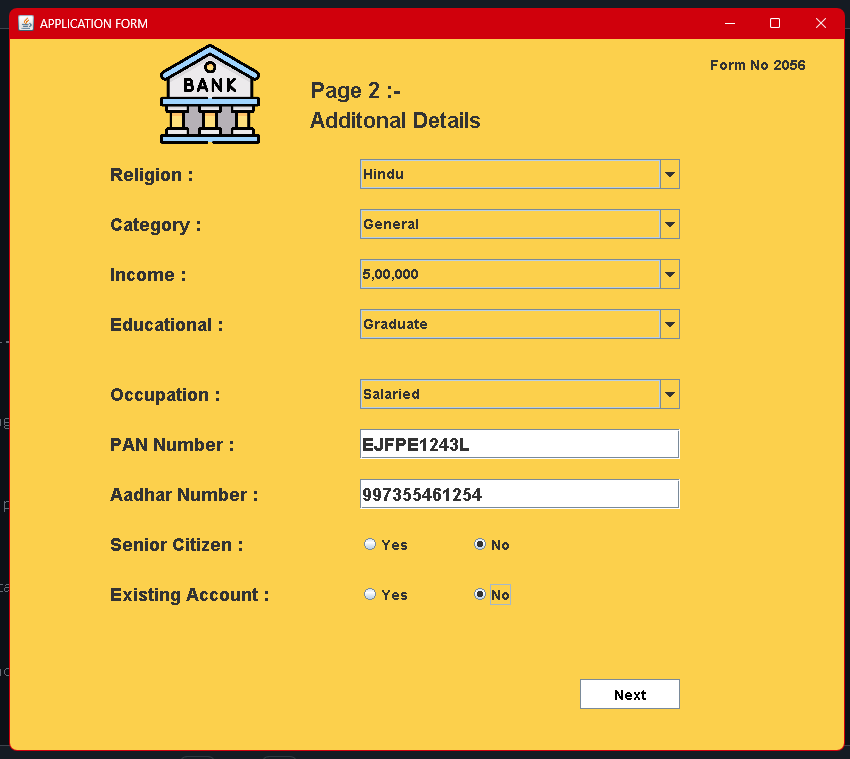 APPLICATION FORM
BANK
Form No 2056
Page 2 :-
Additonal Details
Religion : Hindu
Category : General
Income : 5,00,000
Educational : Graduate
Occupation : Salaried
PAN Number : EJFPE1243L
Aadhar Number : 997355461254
Senior Citizen : Yes No
Existing Account : Yes No
Next